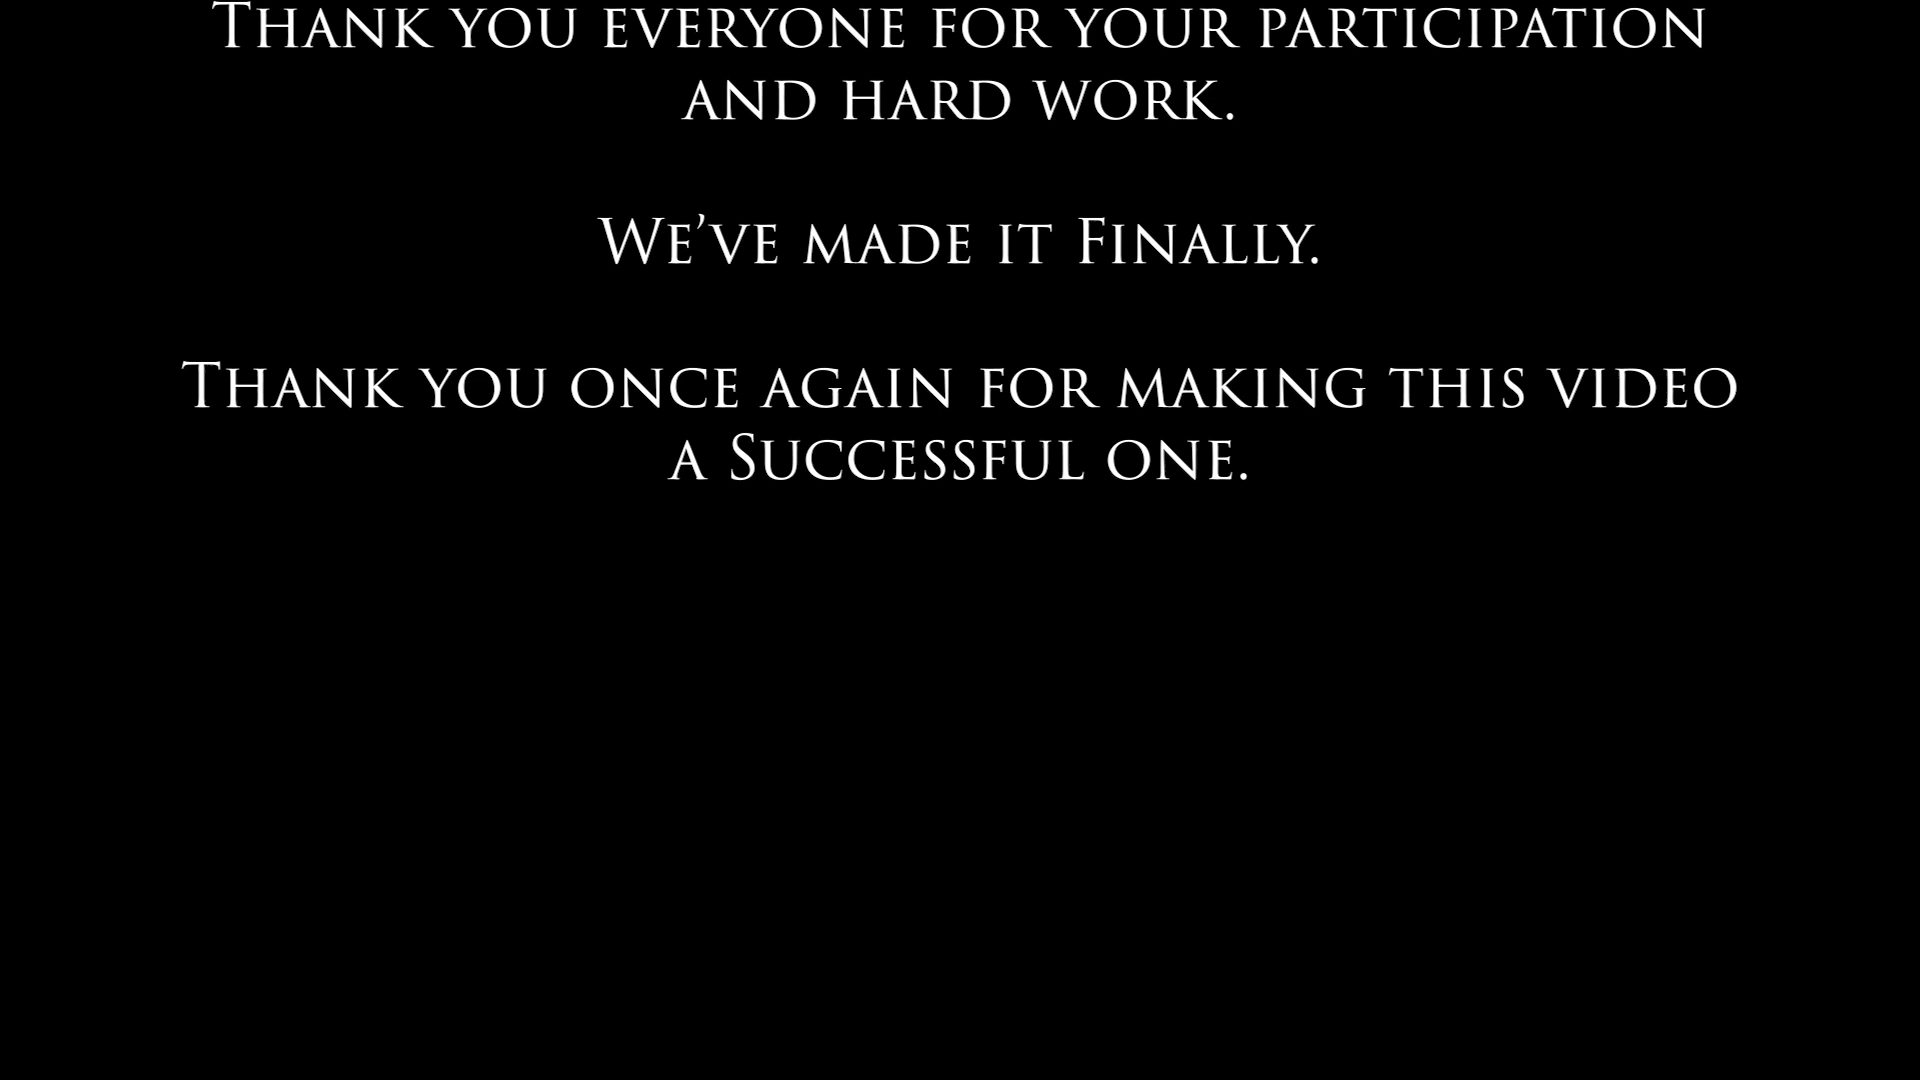 Thank you everyone for your participation
and hard work.
We’ve made it Finally.
Thank you once again for making this video
a Successful one.